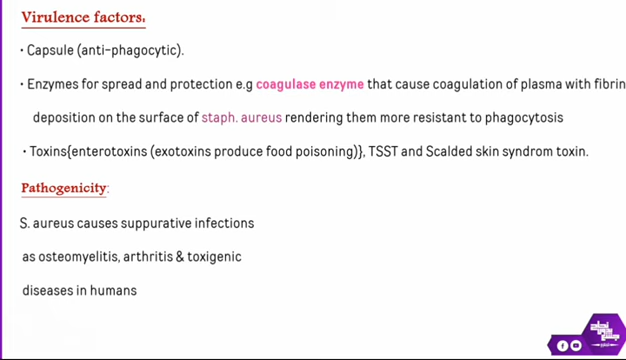 Virulence factors.
• Capsule (anti-phagocytic).
• Enzymes for spread and protection e.g coagulase enzyme that cause coagulation of plasma with fibrin
deposition on the surface of staph. aureus rendering them more resistant to phagocytosis
• Toxins{enterotoxins (exotoxins produce food poisoning)}, TSST and Scalded skin syndrom toxin.
Pathogenicity:
S. aureus causes suppurative infections
as osteomyelitis, arthritis & toxigenic
diseases in humans